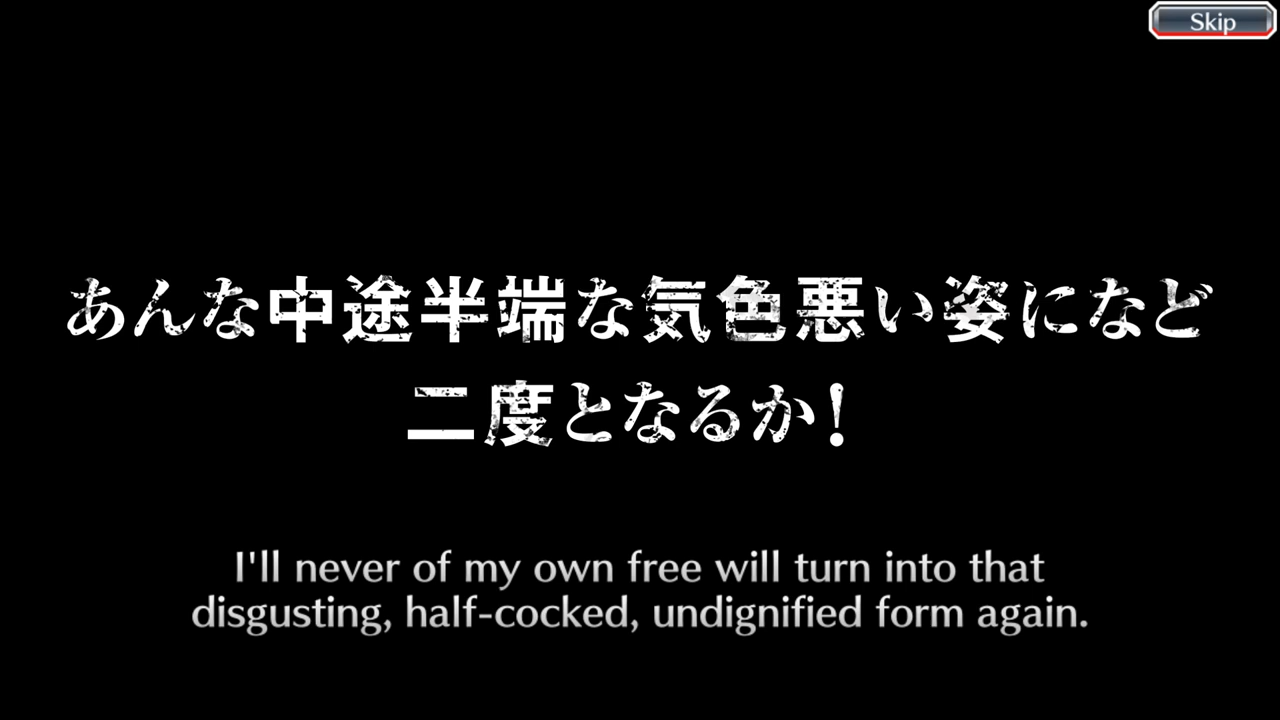 Skip
あんな中途半端な気色悪い姿になど
二度となるか!
I'll never of my own free will turn into that
disgusting, half-cocked, undignified form again.